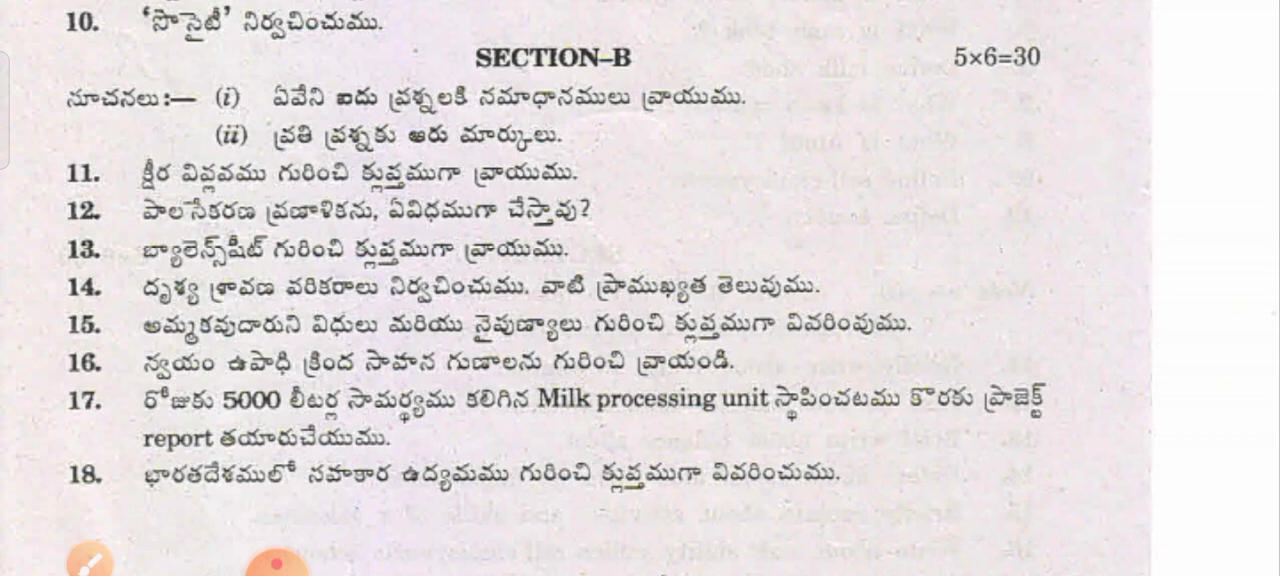 10. ‘సొసైటీ’ నిర్వచించుము.
SECTION–B 5×6=30
సూచనలు :— (i) ఏవేని ఐదు ప్రశ్నలకి సమాధానములు వ్రాయుము.
(ii) ప్రతి ప్రశ్నకు ఆరు మార్కులు.
11. క్షీర విప్లవము గురించి క్లుప్తముగా వ్రాయుము.
12. పాలసేకరణ ప్రణాళికను, ఏవిధముగా చేస్తావు?
13. బ్యాలెన్స్‌షీట్ గురించి క్లుప్తముగా వ్రాయుము.
14. దృశ్య శ్రావణ పరికరాలు నిర్వచించుము. వాటి ప్రాముఖ్యత తెలుపుము.
15. అమ్మకపుదారుని విధులు మరియు నైపుణ్యాలు గురించి క్లుప్తముగా వివరింపుము.
16. స్వయం ఉపాధి క్రింద సాహస గుణాలను గురించి వ్రాయండి.
17. రోజుకు 5000 లీటర్ల సామర్థ్యము కలిగిన Milk processing unit స్థాపించటము కొరకు ప్రాజెక్ట్
report తయారుచేయుము.
18. భారతదేశములో సహకార ఉద్యమము గురించి క్లుప్తముగా వివరించుము.